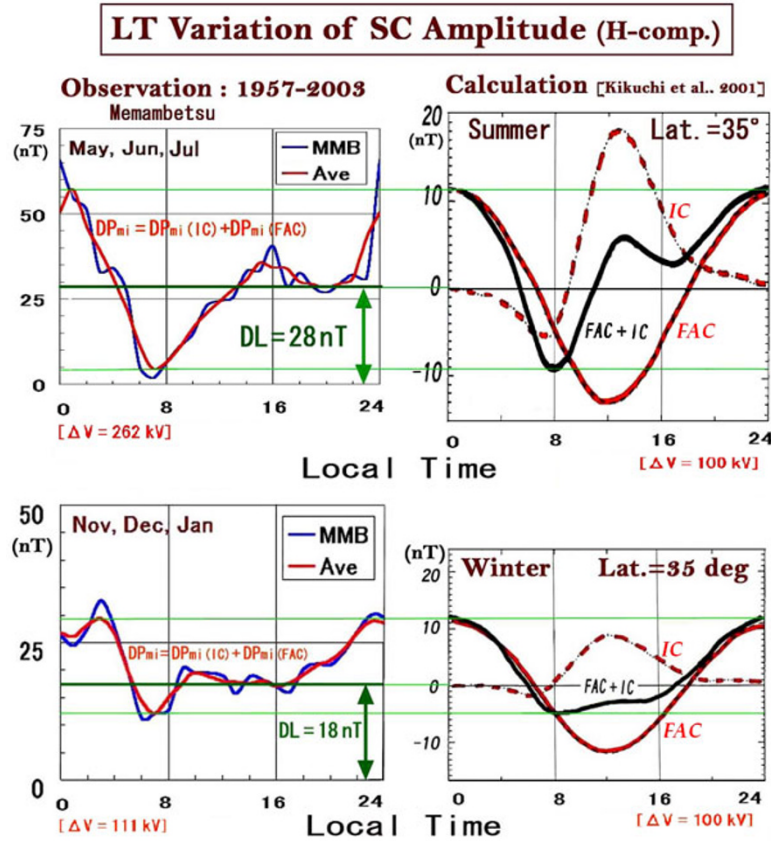 LT Variation of SC Amplitude (H-comp.)
Observation : 1957-2003
Memambetsu
Calculation [Kikuchi et al.. 2001]
75
(nT)
50
25
0
May, Jun, Jul
MMB
Ave
DPmi = DPmi (IC) +DPmi (FAC)
DL = 28 nT
0 8 16 24
[ΔV = 262 kV]
20
(nT)
10
0
-10
Summer Lat. =35°
IC
FAC + IC
FAC
0 8 16 24
[ΔV = 100 kV]
Local Time
50
(nT)
25
0
Nov, Dec, Jan
MMB
Ave
DPmi=DPmi (IC) + DPmi (FAC)
DL = 18 nT
0 8 16 24
[ΔV = 111 kV]
(nT)
20
10
0
-10
Winter Lat.=35 deg
IC
FAC + IC
FAC
0 8 16 24
[ΔV = 100 kV]
Local Time